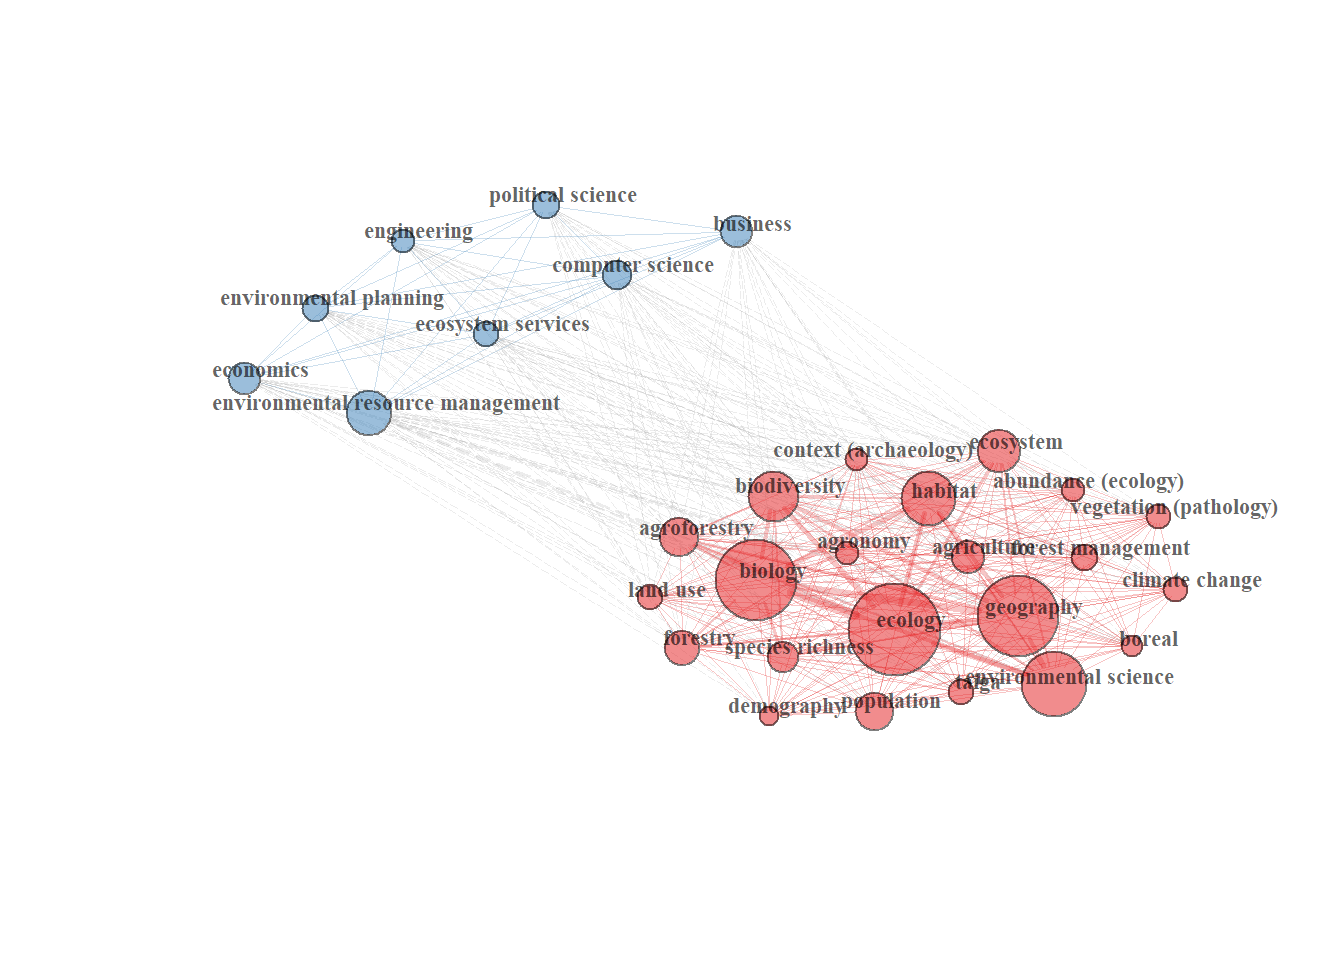 political science
business
engineering
computer science
environmental planning
ecosystem services
economics
environmental resource management
ecosystem
context (archaeology)
abundance (ecology)
biodiversity
habitat
vegetation (pathology)
agroforestry
agronomy
agriculture
forest management
biology
climate change
land use
geography
ecology
forestry
species richness
boreal
environmental science
taiga
population
demography